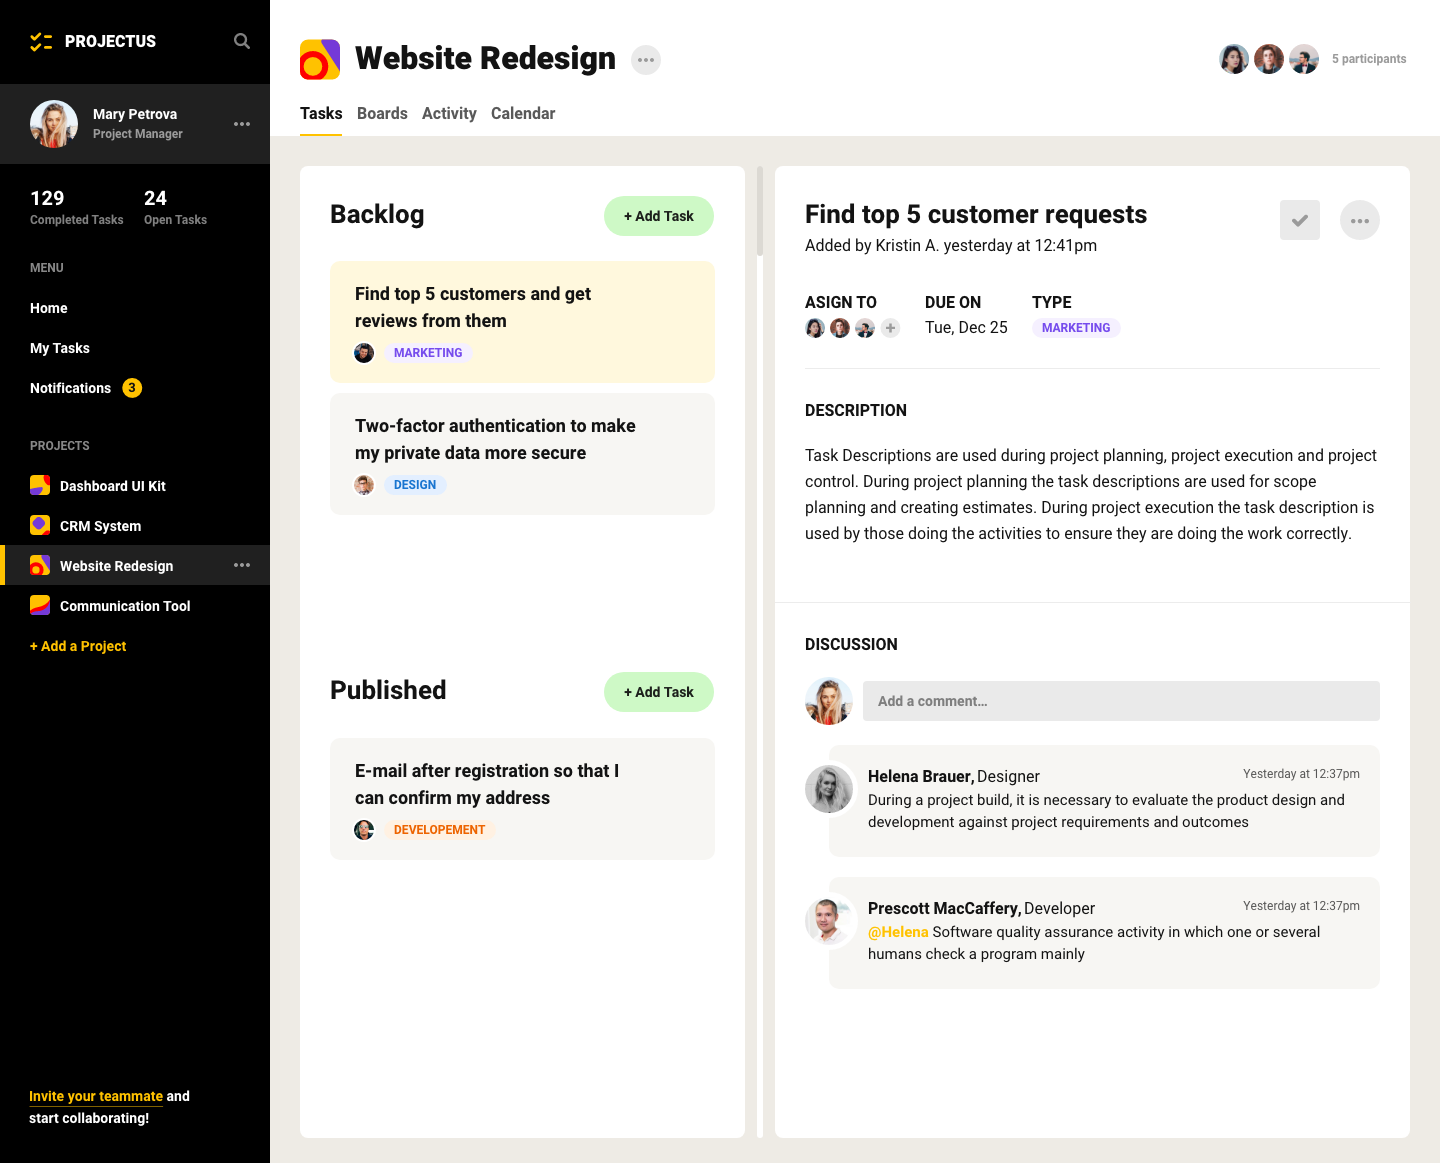 PROJECTUS
Mary Petrova
Project Manager
129
Completed Tasks
24
Open Tasks
MENU
Home
My Tasks
Notifications 3
PROJECTS
Dashboard UI Kit
CRM System
Website Redesign
Communication Tool
+ Add a Project
Invite your teammate and
start collaborating!
Website Redesign
5 participants
Tasks Boards Activity Calendar
Backlog
+ Add Task
Find top 5 customers and get
reviews from them
MARKETING
Two-factor authentication to make
my private data more secure
DESIGN
Published
+ Add Task
E-mail after registration so that I
can confirm my address
DEVELOPEMENT
Find top 5 customer requests
Added by Kristin A. yesterday at 12:41pm
ASIGN TO
DUE ON
Tue, Dec 25
TYPE
MARKETING
DESCRIPTION
Task Descriptions are used during project planning, project execution and project
control. During project planning the task descriptions are used for scope
planning and creating estimates. During project execution the task description is
used by those doing the activities to ensure they are doing the work correctly.
DISCUSSION
Add a comment...
Helena Brauer, Designer
Yesterday at 12:37pm
During a project build, it is necessary to evaluate the product design and
development against project requirements and outcomes
Prescott MacCaffery, Developer
Yesterday at 12:37pm
@Helena Software quality assurance activity in which one or several
humans check a program mainly